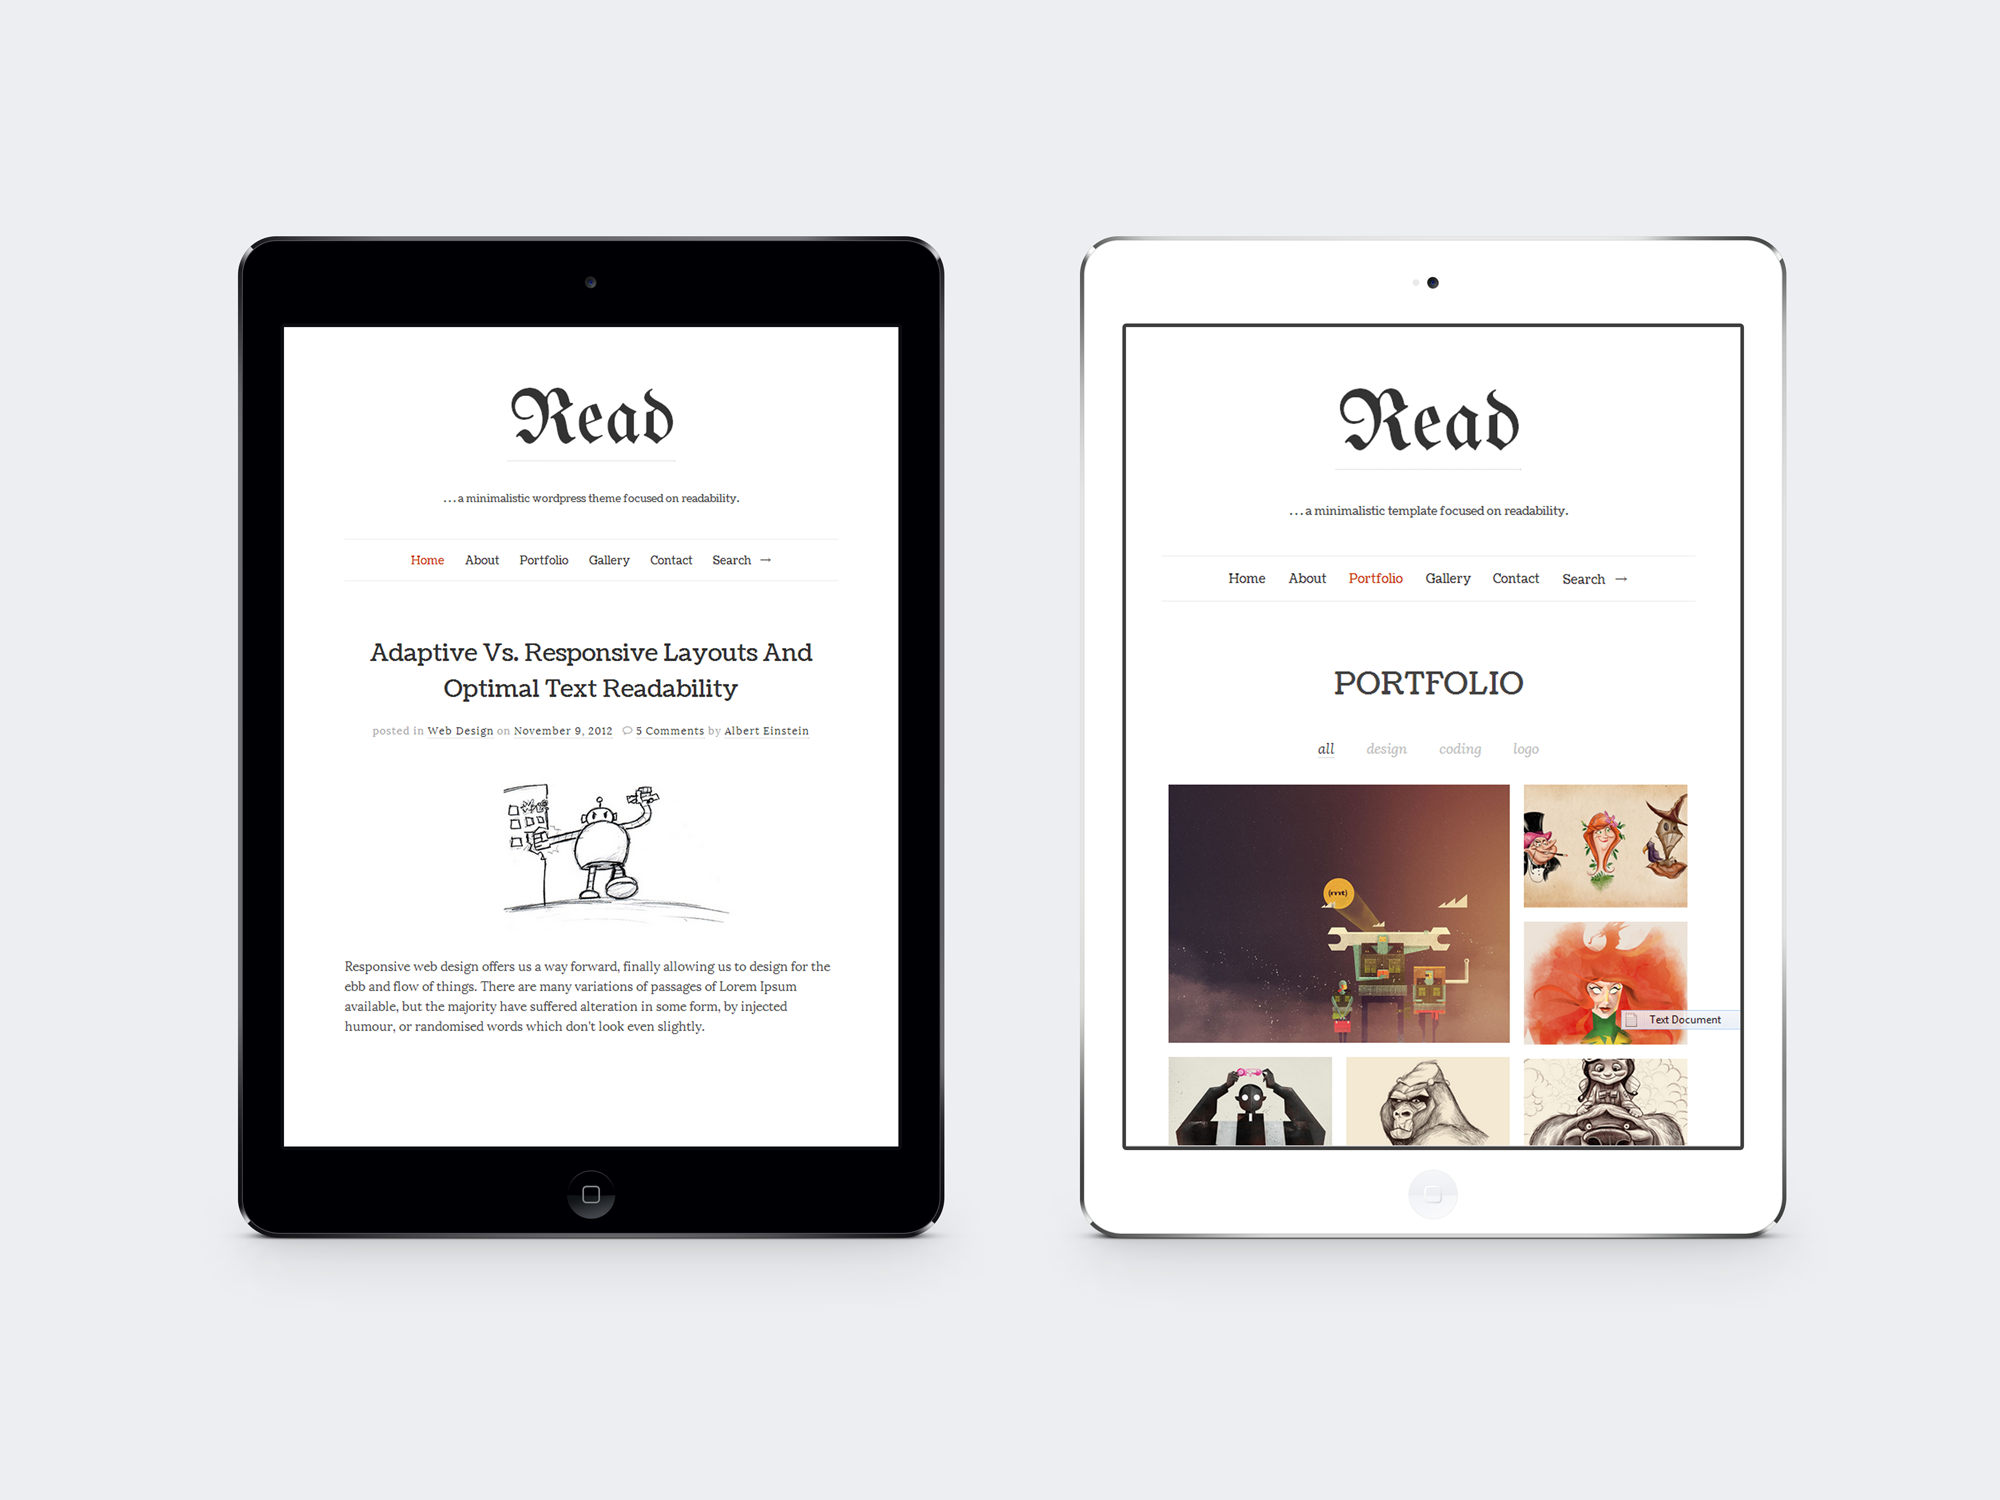 Read
...a minimalistic wordpress theme focused on readability.
Home About Portfolio Gallery Contact Search →
Adaptive Vs. Responsive Layouts And
Optimal Text Readability
posted in Web Design on November 9, 2012 5 Comments by Albert Einstein
Responsive web design offers us a way forward, finally allowing us to design for the
ebb and flow of things. There are many variations of passages of Lorem Ipsum
available, but the majority have suffered alteration in some form, by injected
humour, or randomised words which don't look even slightly.
Read
...a minimalistic template focused on readability.
Home About Portfolio Gallery Contact Search →
PORTFOLIO
all design coding logo
(mt)
Text Document